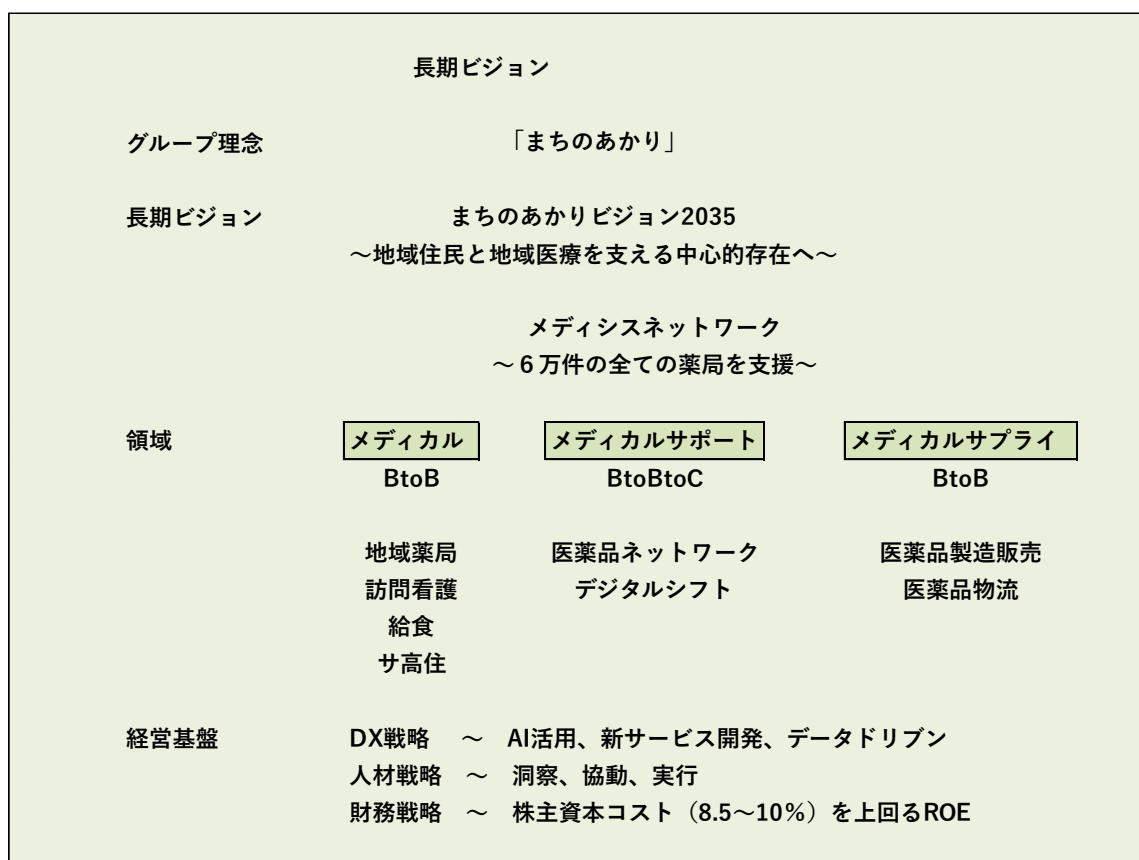 長期ビジョン
グループ理念 「まちのあかり」
長期ビジョン まちのあかりビジョン2035
～地域住民と地域医療を支える中心的存在へ～
メディシスネットワーク
～６万件の全ての薬局を支援～
領域 メディカル メディカルサポート メディカルサプライ
BtoB BtoBtoC BtoB
地域薬局 医薬品ネットワーク 医薬品製造販売
訪問看護 デジタルシフト 医薬品物流
給食
サ高住
経営基盤 DX戦略 ～ AI活用、新サービス開発、データドリブン
人材戦略 ～ 洞察、協動、実行
財務戦略 ～ 株主資本コスト（8.5～10％）を上回るROE